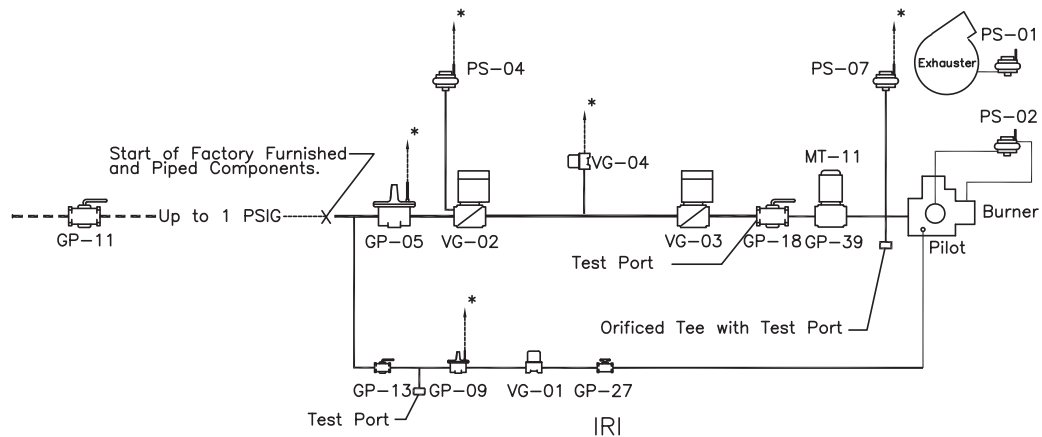 *
*
PS-01
Exhauster
PS-04
PS-07
PS-02
*
*
Start of Factory Furnished
and Piped Components.
VG-04
MT-11
Up to 1 PSIG
Burner
GP-11
GP-05
VG-02
VG-03
GP-18
GP-39
Pilot
Test Port
*
Orificed Tee with Test Port
GP-13
GP-09
VG-01
GP-27
Test Port
IRI